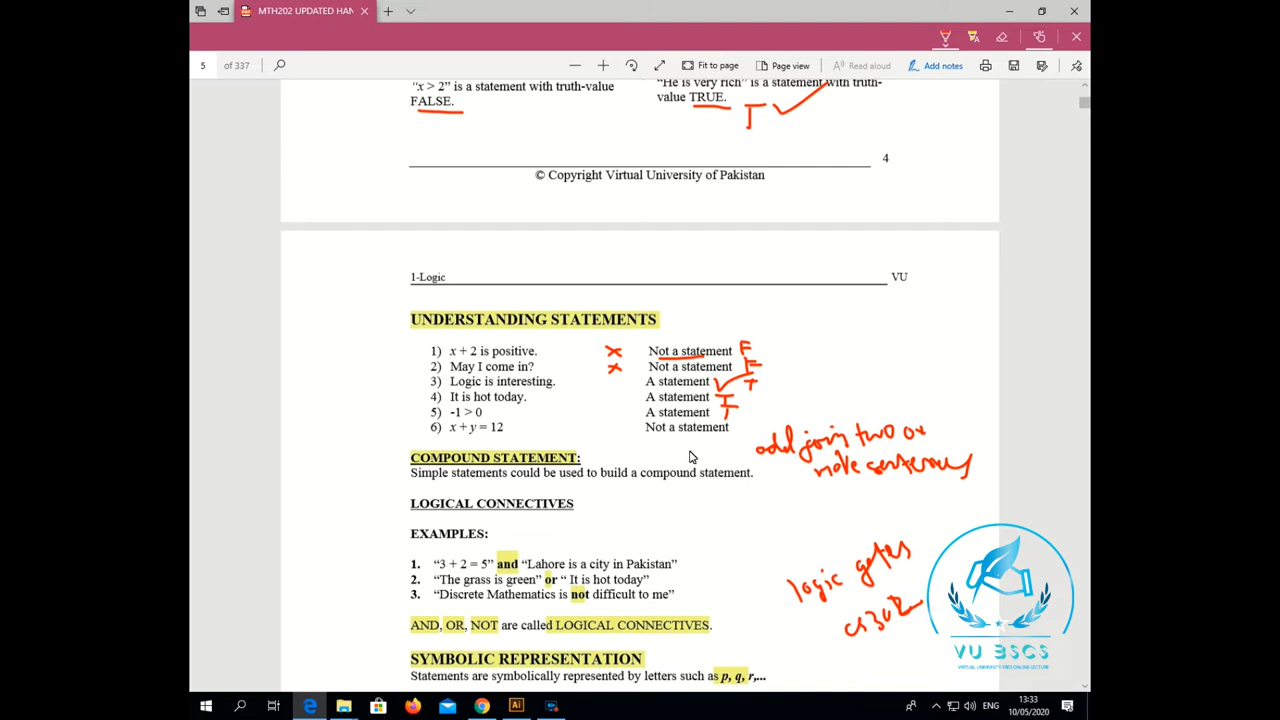 MTH202 UPDATED HAN
5 of 337
Fit to page
Page view
Read aloud
Add notes
"x > 2" is a statement with truth-value
FALSE.
"He is very rich" is a statement with truth-
value TRUE.
T
4
© Copyright Virtual University of Pakistan
1-Logic VU
UNDERSTANDING STATEMENTS
1) x + 2 is positive. Not a statement F
2) May I come in? Not a statement F
3) Logic is interesting. A statement T
4) It is hot today. A statement T
5) -1 > 0 A statement T
6) x + y = 12 Not a statement
add join two or
more sentences
COMPOUND STATEMENT:
Simple statements could be used to build a compound statement.
LOGICAL CONNECTIVES
EXAMPLES:
1. "3 + 2 = 5" and "Lahore is a city in Pakistan"
2. "The grass is green" or " It is hot today"
3. "Discrete Mathematics is not difficult to me"
logic gates
cs302
AND, OR, NOT are called LOGICAL CONNECTIVES.
SYMBOLIC REPRESENTATION
Statements are symbolically represented by letters such as p, q, r,...
VU BSCS
VIRTUAL UNIVERSITY FREE ONLINE LECTURE
Ai
ENG
13:33
10/05/2020